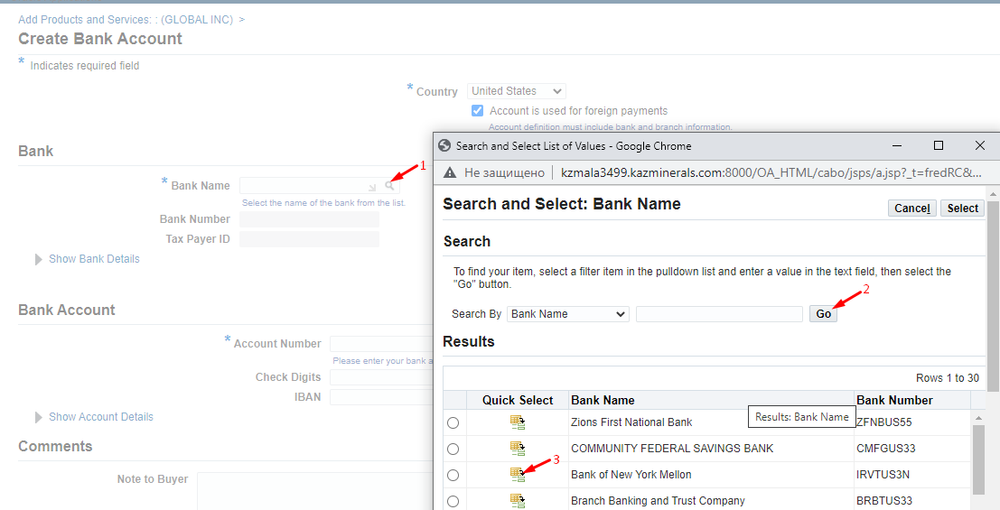 Add Products and Services: : (GLOBAL INC) >
Create Bank Account
* Indicates required field
* Country United States
Account is used for foreign payments
Account definition must include bank and branch information.
Bank
* Bank Name
1
Select the name of the bank from the list.
Bank Number
Tax Payer ID
Show Bank Details
Bank Account
* Account Number
Please enter your bank a
Check Digits
IBAN
Show Account Details
Comments
Note to Buyer
Search and Select List of Values - Google Chrome
Не защищено kzmala3499.kazminerals.com:8000/OA_HTML/cabo/jsps/a.jsp?_t=fredRC&...
Search and Select: Bank Name
Cancel Select
Search
To find your item, select a filter item in the pulldown list and enter a value in the text field, then select the
"Go" button.
2
Search By Bank Name Go
Results
Rows 1 to 30
Quick Select Bank Name Bank Number
Results: Bank Name
Zions First National Bank ZFNBUS55
COMMUNITY FEDERAL SAVINGS BANK CMFGUS33
3
Bank of New York Mellon IRVTUS3N
Branch Banking and Trust Company BRBTUS33